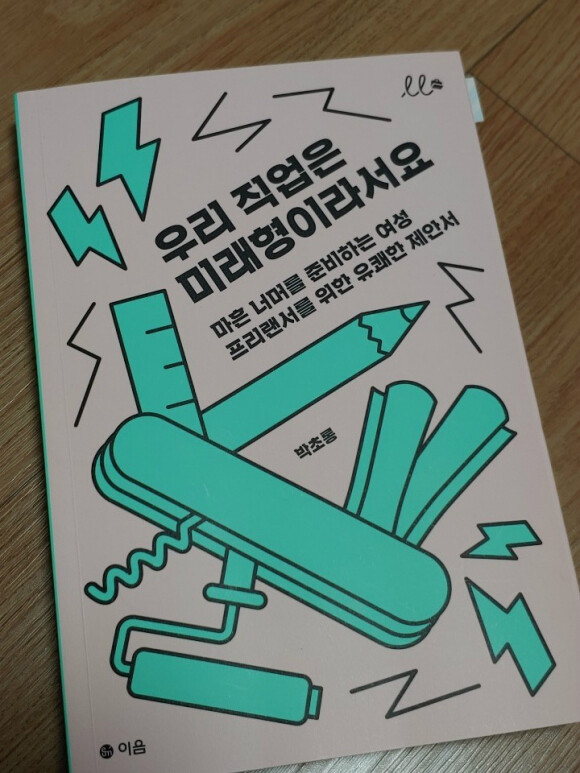 우리 직업은
미래형이라서요
마흔 너머를 준비하는 여성
프리랜서를 위한 유쾌한 제안서
박초롱
이음